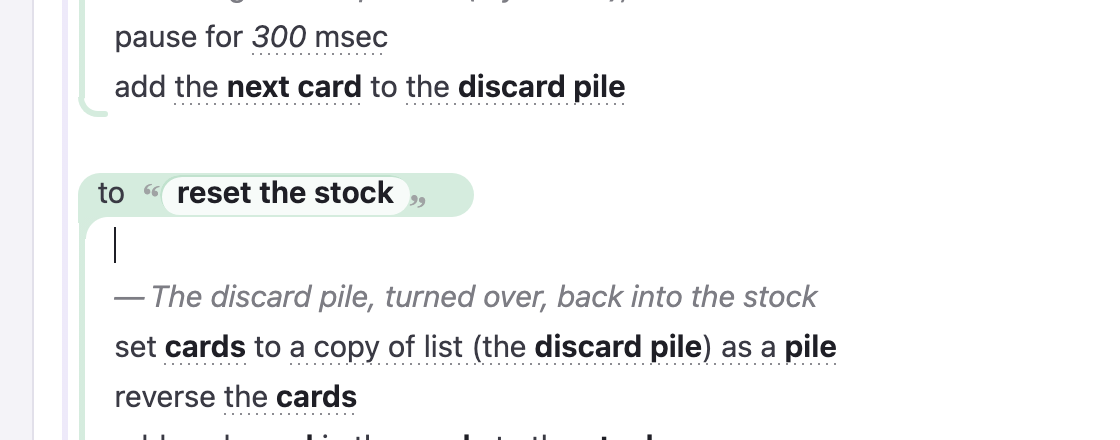 pause for 300 msec
add the next card to the discard pile
to “reset the stock„
— The discard pile, turned over, back into the stock
set cards to a copy of list (the discard pile) as a pile
reverse the cards